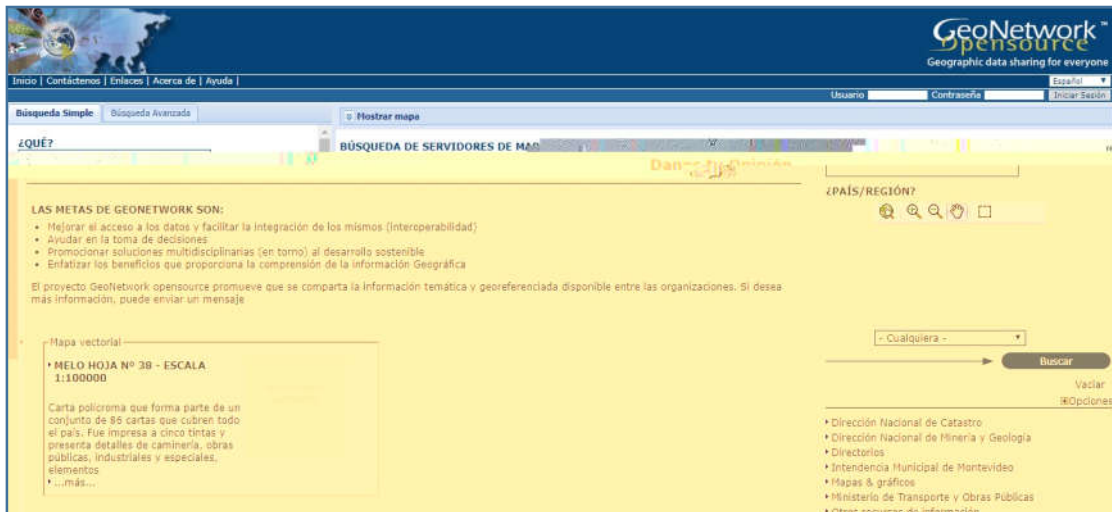 GeoNetwork™
Opensource
Geographic data sharing for everyone
Inicio | Contáctenos | Enlaces | Acerca de | Ayuda |
Español
Usuario
Contraseña
Iniciar Sesión
Búsqueda Simple
Búsqueda Avanzada
Mostrar mapa
¿QUÉ?
BÚSQUEDA DE SERVIDORES DE
¿PAÍS/REGIÓN?
LAS METAS DE GEONETWORK SON:
Mejorar el acceso a los datos y facilitar la integración de los mismos (interoperabilidad)
Ayudar en la toma de decisiones
Promocionar soluciones multidisciplinarias (en torno) al desarrollo sostenible
Enfatizar los beneficios que proporciona la comprensión de la información Geográfica
El proyecto GeoNetwork opensource promueve que se comparta la información temática y georeferenciada disponible entre las organizaciones. Si desea
más información, puede enviar un mensaje
Mapa vectorial
MELO HOJA Nº 38 - ESCALA
1:100000
Carta polícroma que forma parte de un
conjunto de 86 cartas que cubren todo
el país. Fue impresa a cinco tintas y
presenta detalles de caminería, obras
públicas, industriales y especiales,
elementos
...más...
- Cualquiera -
Buscar
Vaciar
Opciones
Dirección Nacional de Catastro
Dirección Nacional de Minería y Geología
Directorios
Intendencia Municipal de Montevideo
Mapas & gráficos
Ministerio de Transporte y Obras Públicas
Otros recursos de información